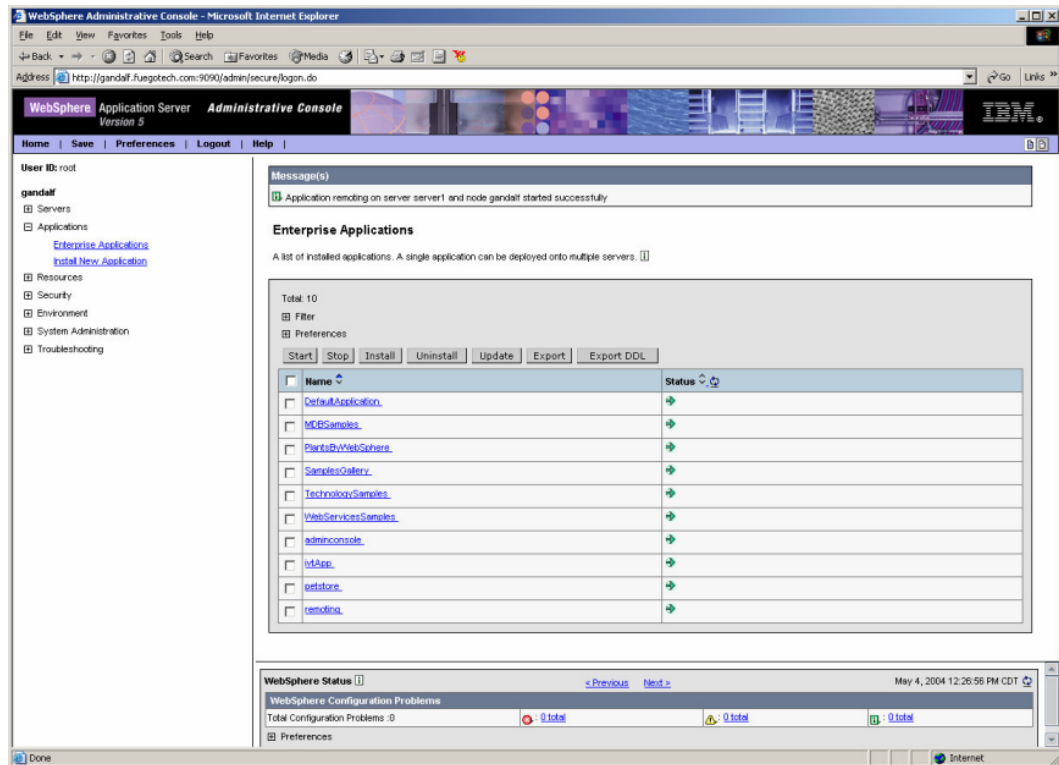 WebSphere Administrative Console - Microsoft Internet Explorer
File Edit View Favorites Tools Help
Back Search Favorites Media
Address http://gandalf.fuegotech.com:9090/admin/secure/logon.do Go Links »
WebSphere Application Server Administrative Console
Version 5
IBM.
Home | Save | Preferences | Logout | Help |
User ID: root
gandalf
Servers
Applications
Enterprise Applications
Install New Application
Resources
Security
Environment
System Administration
Troubleshooting
Message(s)
Application remoting on server server1 and node gandalf started successfully
Enterprise Applications
A list of installed applications. A single application can be deployed onto multiple servers. i
Total: 10
Filter
Preferences
Start Stop Install Uninstall Update Export Export DDL
Name Status
DefaultApplication
MDBSamples
PlantsByWebSphere
SamplesGallery
TechnologySamples
WebServicesSamples
adminconsole
ivtApp
petstore
remoting
WebSphere Status i < Previous Next > May 4, 2004 12:26:56 PM CDT
WebSphere Configuration Problems
Total Configuration Problems :0 : 0 total : 0 total : 0 total
Preferences
Done Internet